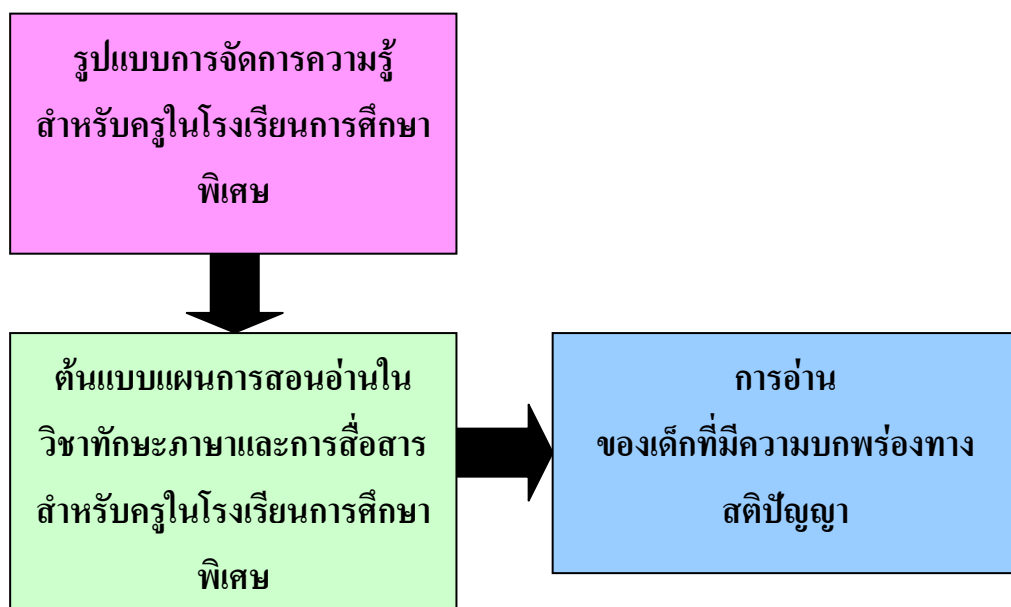 รูปแบบการจัดการความรู้
สำหรับครูในโรงเรียนการศึกษา
พิเศษ
ต้นแบบแผนการสอนอ่านใน
วิชาทักษะภาษาและการสื่อสาร
สำหรับครูในโรงเรียนการศึกษา
พิเศษ
การอ่าน
ของเด็กที่มีความบกพร่องทาง
สติปัญญา